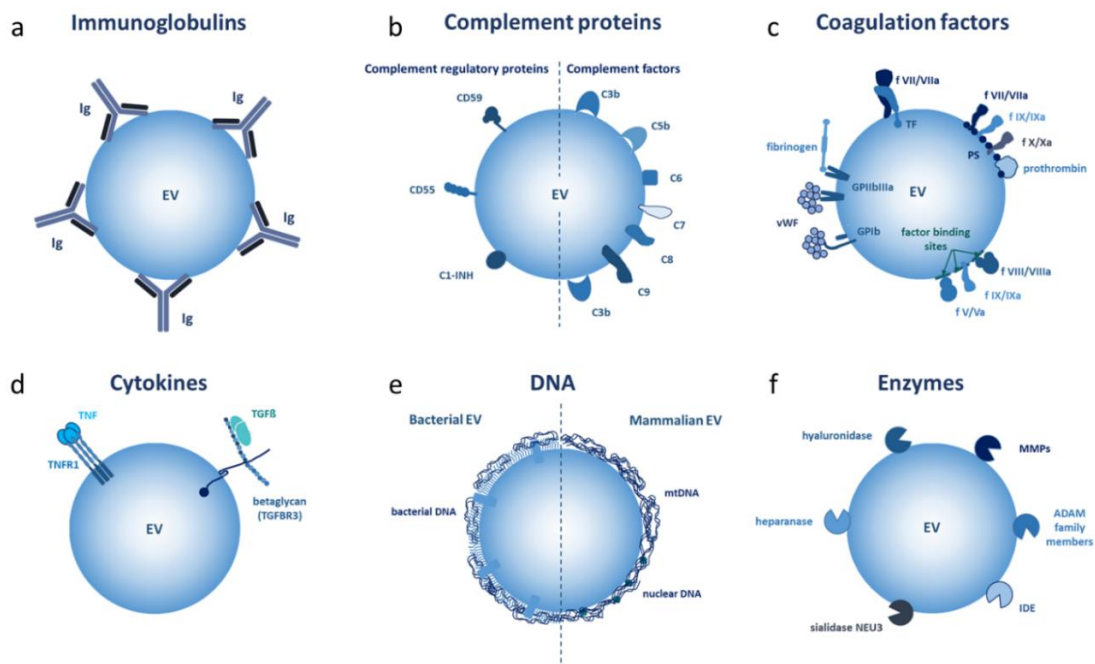 a
Immunoglobulins
Ig
Ig
Ig
Ig
Ig
EV
b
Complement proteins
Complement regulatory proteins
Complement factors
CD59
CD55
C1-INH
EV
C3b
C5b
C6
C7
C8
C9
C3b
c
Coagulation factors
f VII/VIIa
TF
f VII/VIIa
f IX/IXa
f X/Xa
PS
prothrombin
fibrinogen
GPIIbIIIa
EV
vWF
GPIb
factor binding
sites
f VIII/VIIIa
f IX/IXa
f V/Va
d
Cytokines
TNF
TNFR1
TGFß
betaglycan
(TGFBR3)
EV
e
DNA
Bacterial EV
Mammalian EV
bacterial DNA
EV
mtDNA
nuclear DNA
f
Enzymes
hyaluronidase
MMPs
heparanase
EV
ADAM
family
members
IDE
sialidase NEU3